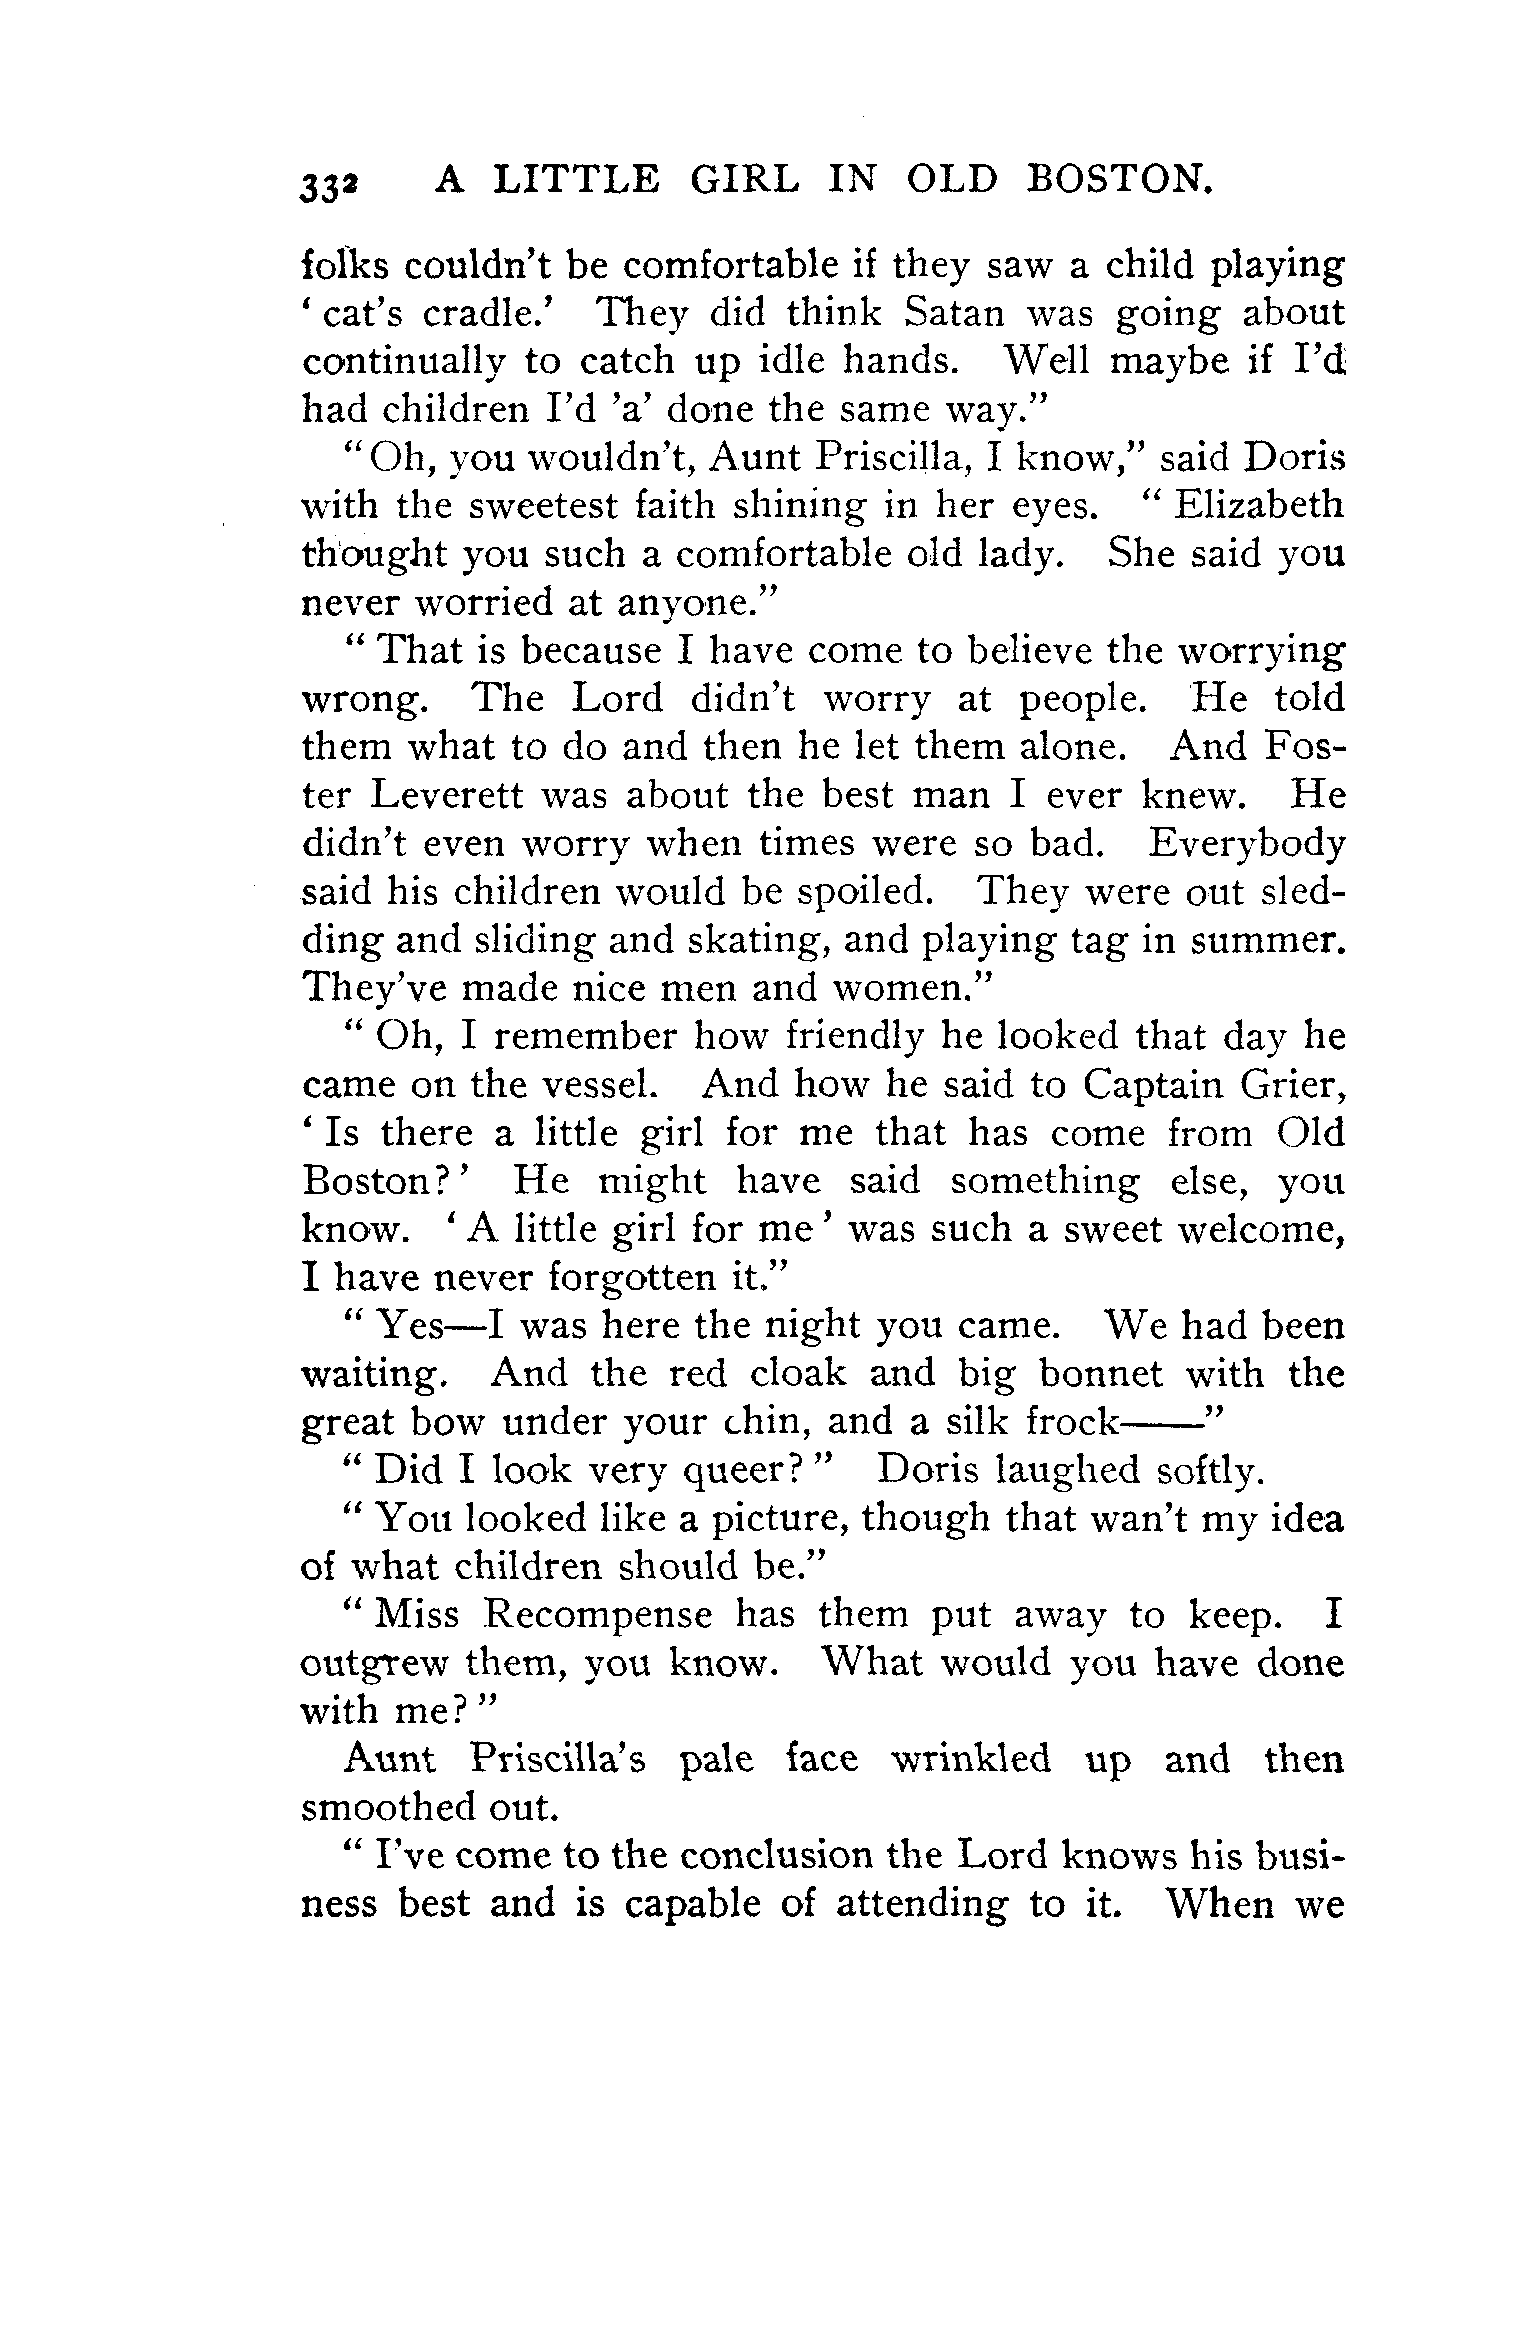 332 A LITTLE GIRL IN OLD BOSTON.
folks couldn't be comfortable if they saw a child playing
‘ cat’s cradle.’ They did think Satan was going about
continually to catch up idle hands. Well maybe if I’d
had children I’d ’a’ done the same way.”
“Oh, you wouldn’t, Aunt Priscilla, I know,” said Doris
with the sweetest faith shining in her eyes. “ Elizabeth
thought you such a comfortable old lady. She said you
never worried at anyone.”
“ That is because I have come to believe the worrying
wrong. The Lord didn’t worry at people. He told
them what to do and then he let them alone. And Fos-
ter Leverett was about the best man I ever knew. He
didn’t even worry when times were so bad. Everybody
said his children would be spoiled. They were out sled-
ding and sliding and skating, and playing tag in summer.
They’ve made nice men and women.”
“ Oh, I remember how friendly he looked that day he
came on the vessel. And how he said to Captain Grier,
‘ Is there a little girl for me that has come from Old
Boston? ’ He might have said something else, you
know. ‘ A little girl for me ’ was such a sweet welcome,
I have never forgotten it.”
“ Yes—I was here the night you came. We had been
waiting. And the red cloak and big bonnet with the
great bow under your chin, and a silk frock——”
“ Did I look very queer? ” Doris laughed softly.
“ You looked like a picture, though that wan’t my idea
of what children should be.”
“ Miss Recompense has them put away to keep. I
outgrew them, you know. What would you have done
with me? ”
Aunt Priscilla’s pale face wrinkled up and then
smoothed out.
“ I’ve come to the conclusion the Lord knows his busi-
ness best and is capable of attending to it. When we